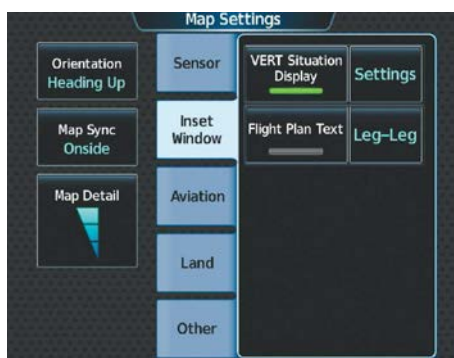 Map Settings
Orientation
Heading Up
Map Sync
Onside
Map Detail
Sensor
Inset
Window
Aviation
Land
Other
VERT Situation
Display
Settings
Flight Plan Text
Leg–Leg